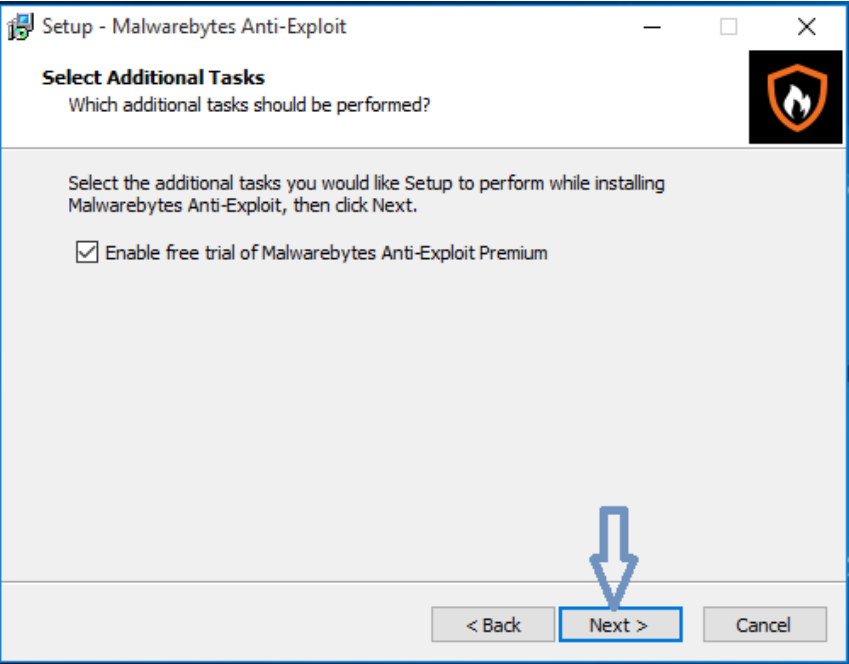 Setup - Malwarebytes Anti-Exploit
Select Additional Tasks
Which additional tasks should be performed?
Select the additional tasks you would like Setup to perform while installing
Malwarebytes Anti-Exploit, then click Next.
Enable free trial of Malwarebytes Anti-Exploit Premium
< Back Next > Cancel